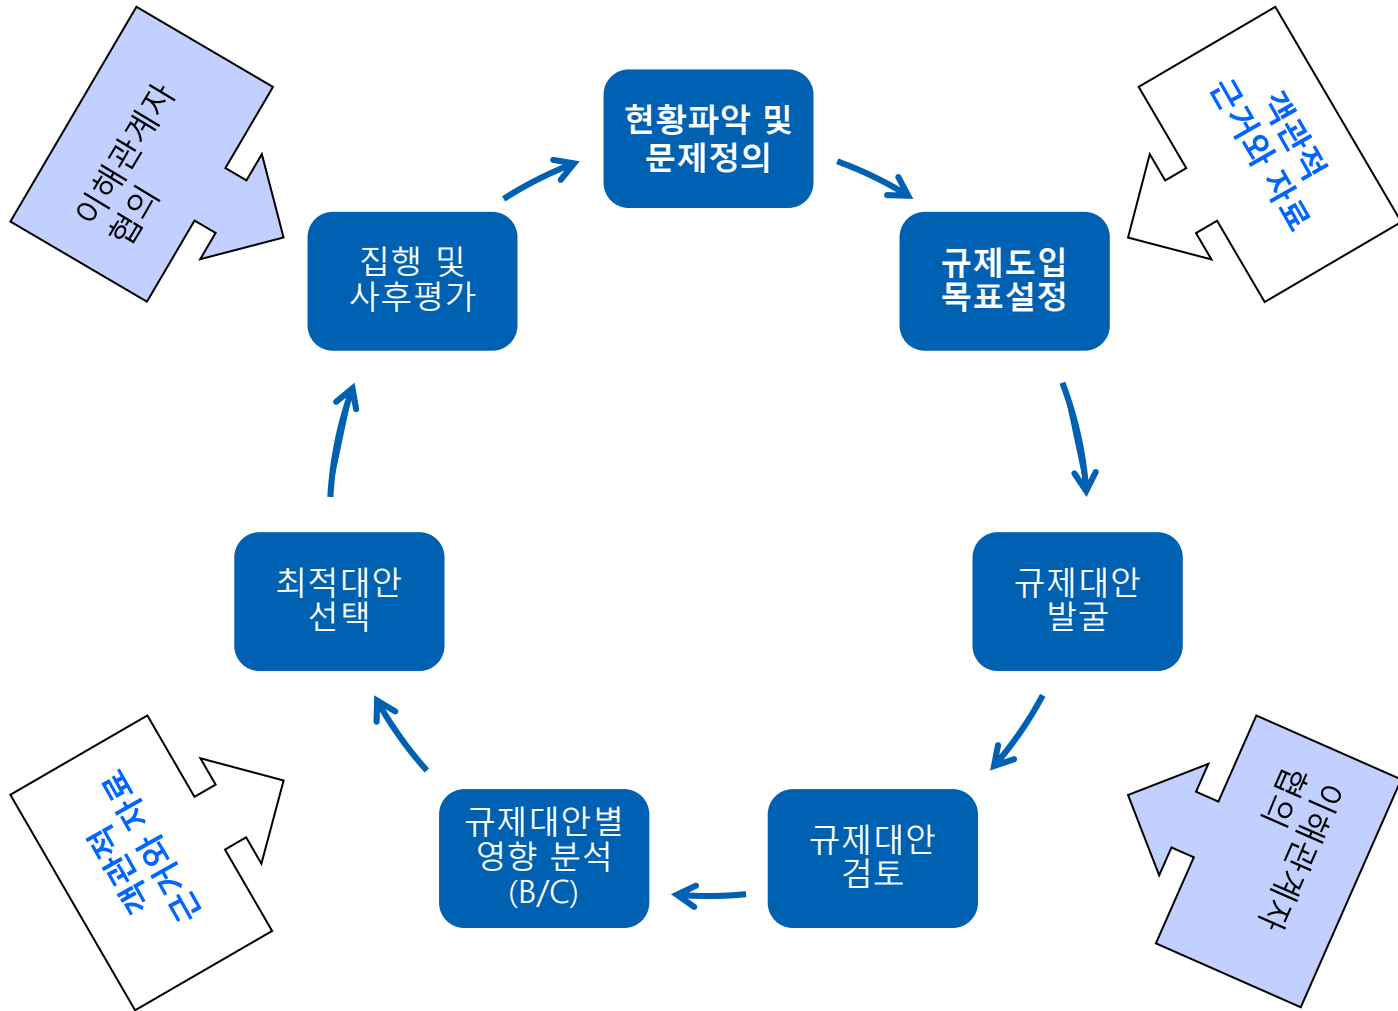 이해관계자
협의
현황파악 및
문제정의
객관적
근거와 자료
집행 및
사후평가
규제도입
목표설정
최적대안
선택
규제대안
발굴
객관적 자료
근거와
규제대안별
영향 분석
(B/C)
규제대안
검토
이해관계자
협의